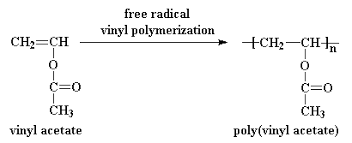 free radical
vinyl polymerization
CH₂=CH
O
C=O
CH₃
vinyl acetate
-[-CH₂-CH-]-n
O
C=O
CH₃
poly(vinyl acetate)